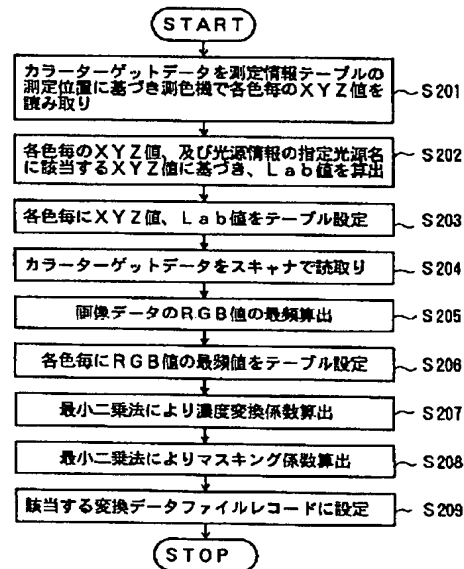 START
カラーターゲットデータを測定情報テーブルの
測定位置に基づき測色機で各色毎のXYZ値を
読み取り
S201
各色毎のXYZ値、及び光源情報の指定光源名
に該当するXYZ値に基づき、Lab値を算出
S202
各色毎にXYZ値、Lab値をテーブル設定
S203
カラーターゲットデータをスキャナで読取り
S204
画像データのRGB値の最頻算出
S205
各色毎にRGB値の最頻値をテーブル設定
S206
最小二乗法により濃度変換係数算出
S207
最小二乗法によりマスキング係数算出
S208
該当する変換データファイルレコードに設定
S209
STOP